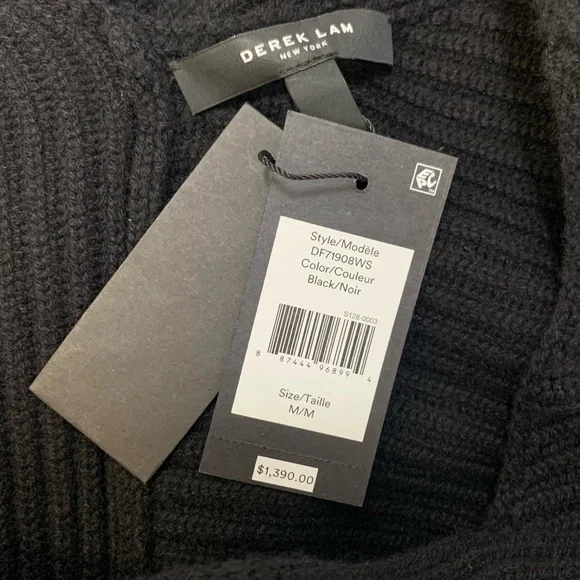 DEREK LAM
NEW YORK
EPC
Style/Modèle
DF71908WS
Color/Couleur
Black/Noir
S128-0003
8 87444 96899 4
Size/Taille
M/M
$1,390.00